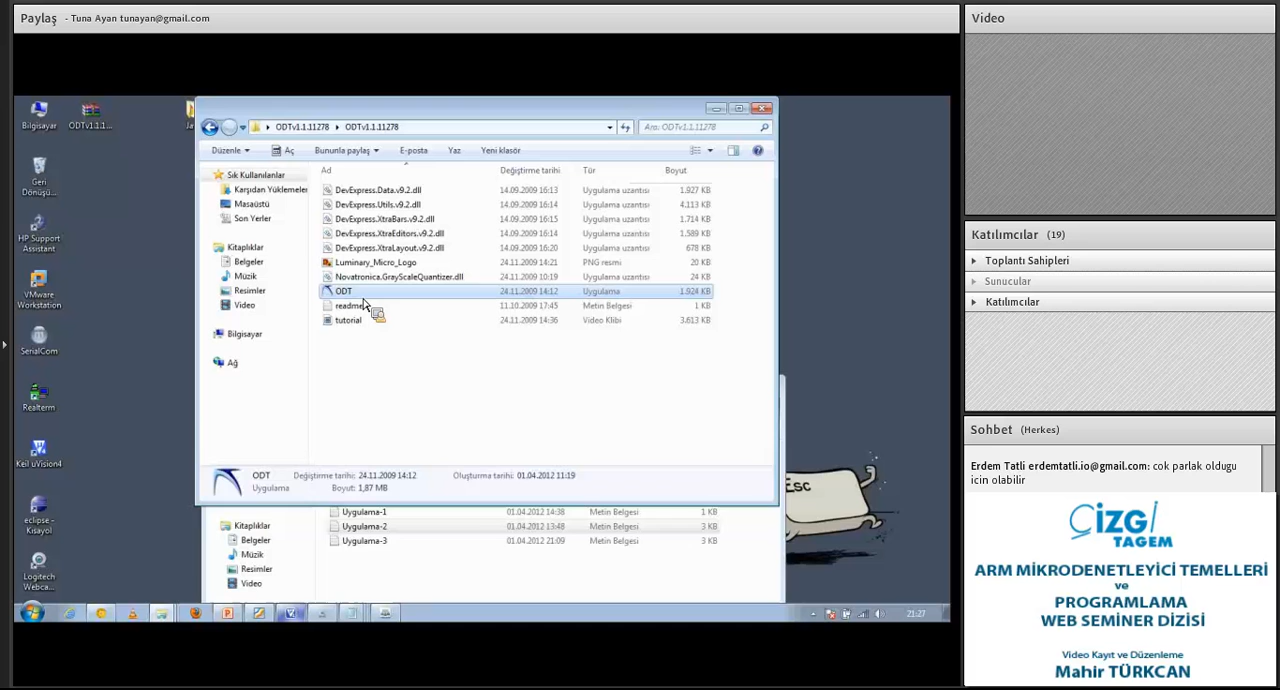 Paylaş - Tuna Ayan tunayan@gmail.com
Bilgisayar
ODTv1.1.1...
Ja
ODTv1.1.11278 ODTv1.1.11278
Ara: ODTv1.1.11278
Düzenle Aç Bununla paylaş E-posta Yaz Yeni klasör
Sık Kullanılanlar
Karşıdan Yüklemeler
Masaüstü
Son Yerler
Kitaplıklar
Belgeler
Müzik
Resimler
Video
Bilgisayar
Ağ
Ad Değiştirme tarihi Tür Boyut
DevExpress.Data.v9.2.dll 14.09.2009 16:13 Uygulama uzantısı 1.927 KB
DevExpress.Utils.v9.2.dll 14.09.2009 16:14 Uygulama uzantısı 4.113 KB
DevExpress.XtraBars.v9.2.dll 14.09.2009 16:15 Uygulama uzantısı 1.714 KB
DevExpress.XtraEditors.v9.2.dll 14.09.2009 16:14 Uygulama uzantısı 1.589 KB
DevExpress.XtraLayout.v9.2.dll 14.09.2009 16:20 Uygulama uzantısı 678 KB
Luminary_Micro_Logo 24.11.2009 14:21 PNG resmi 20 KB
Novatronica.GrayScaleQuantizer.dll 24.11.2009 10:19 Uygulama uzantısı 24 KB
ODT 24.11.2009 14:12 Uygulama 1.924 KB
readme 11.10.2009 17:45 Metin Belgesi 1 KB
tutorial 24.11.2009 14:36 Video Klibi 3.613 KB
ODT Değiştirme tarihi: 24.11.2009 14:12 Oluşturma tarihi: 01.04.2012 11:19
Uygulama Boyut: 1,87 MB
Uygulama-1 01.04.2012 14:38 Metin Belgesi 1 KB
Uygulama-2 01.04.2012 13:48 Metin Belgesi 3 KB
Uygulama-3 01.04.2012 21:09 Metin Belgesi 3 KB
Kitaplıklar
Belgeler
Müzik
Resimler
Video
Geri
Dönüşü...
HP Support
Assistant
VMware
Workstation
SerialCom
Realterm
Keil uVision4
eclipse -
Kısayol
Logitech
Webca...
Esc
21:27
Video
Katılımcılar (19)
Toplantı Sahipleri
Sunucular
Katılımcılar
Sohbet (Herkes)
Erdem Tatli erdemtatli.io@gmail.com: cok parlak oldugu
icin olabilir
ÇİZGİ
TAGEM
ARM MİKRODENETLEYİCİ TEMELLERİ
ve
PROGRAMLAMA
WEB SEMİNER DİZİSİ
Video Kayıt ve Düzenleme
Mahir TÜRKCAN